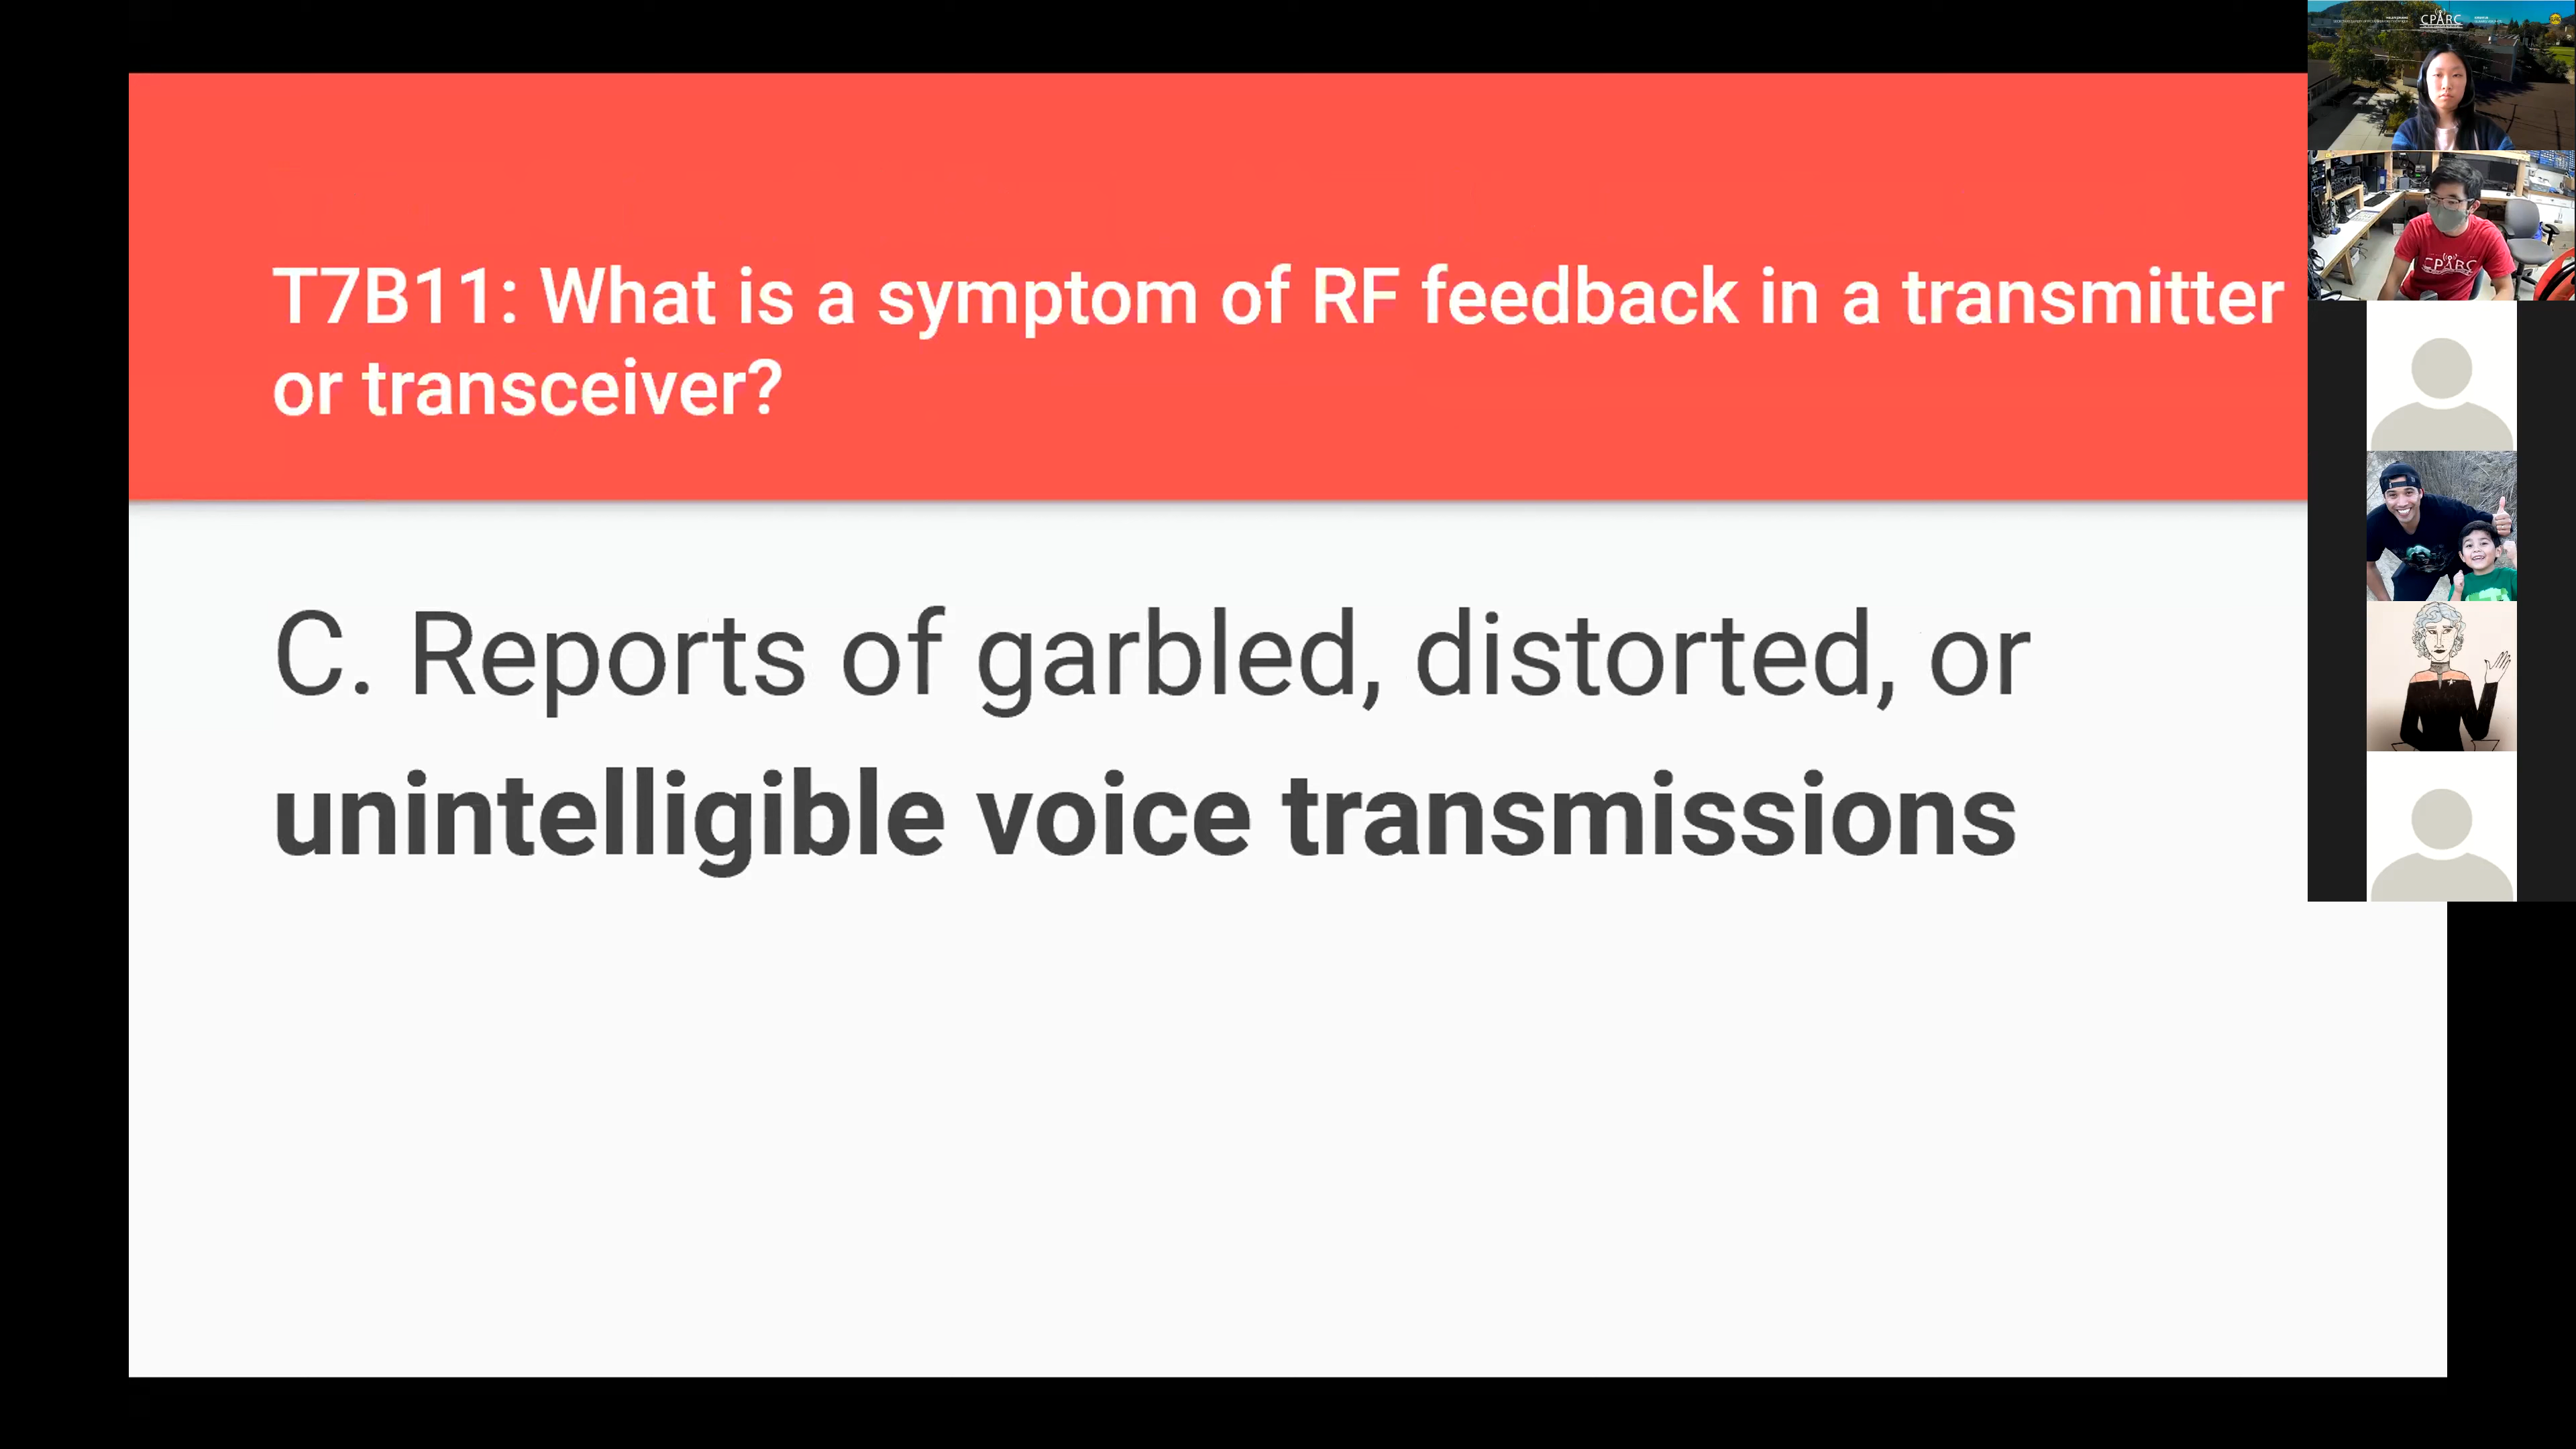 T7B11: What is a symptom of RF feedback in a transmitter
or transceiver?
C. Reports of garbled, distorted, or
unintelligible voice transmissions
CPARC
CPARC